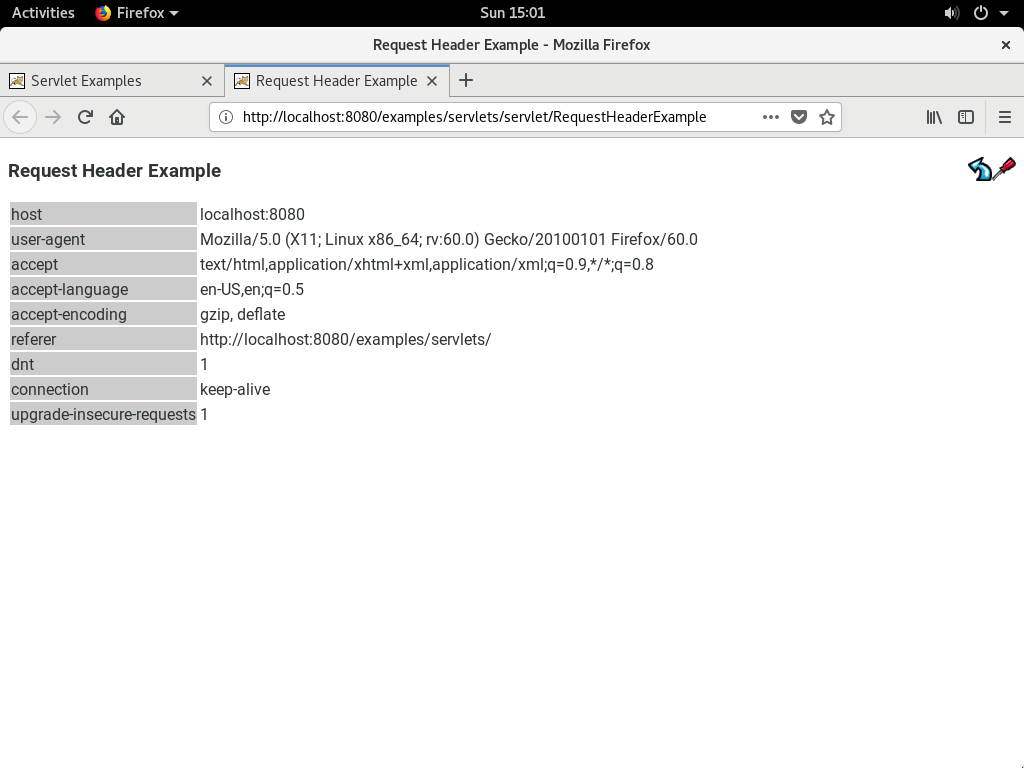 Activities Firefox Sun 15:01
Request Header Example - Mozilla Firefox
Servlet Examples Request Header Example
http://localhost:8080/examples/servlets/servlet/RequestHeaderExample
Request Header Example
host localhost:8080
user-agent Mozilla/5.0 (X11; Linux x86_64; rv:60.0) Gecko/20100101 Firefox/60.0
accept text/html,application/xhtml+xml,application/xml;q=0.9,*/*;q=0.8
accept-language en-US,en;q=0.5
accept-encoding gzip, deflate
referer http://localhost:8080/examples/servlets/
dnt 1
connection keep-alive
upgrade-insecure-requests 1